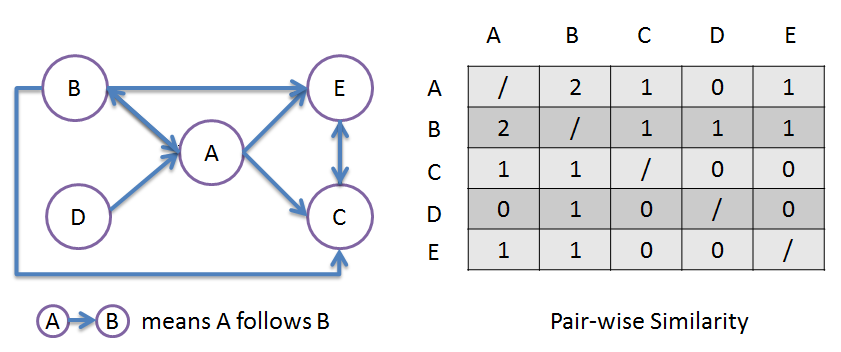 B
E
A
D
C
A B means A follows B
A B C D E
A / 2 1 0 1
B 2 / 1 1 1
C 1 1 / 0 0
D 0 1 0 / 0
E 1 1 0 0 /
Pair-wise Similarity